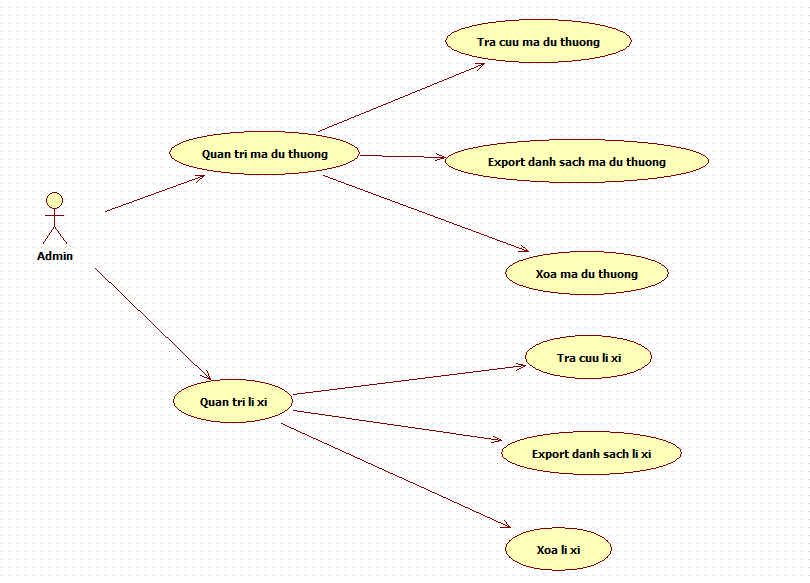 Tra cuu ma du thuong
Quan tri ma du thuong
Export danh sach ma du thuong
Admin
Xoa ma du thuong
Tra cuu li xi
Quan tri li xi
Export danh sach li xi
Xoa li xi